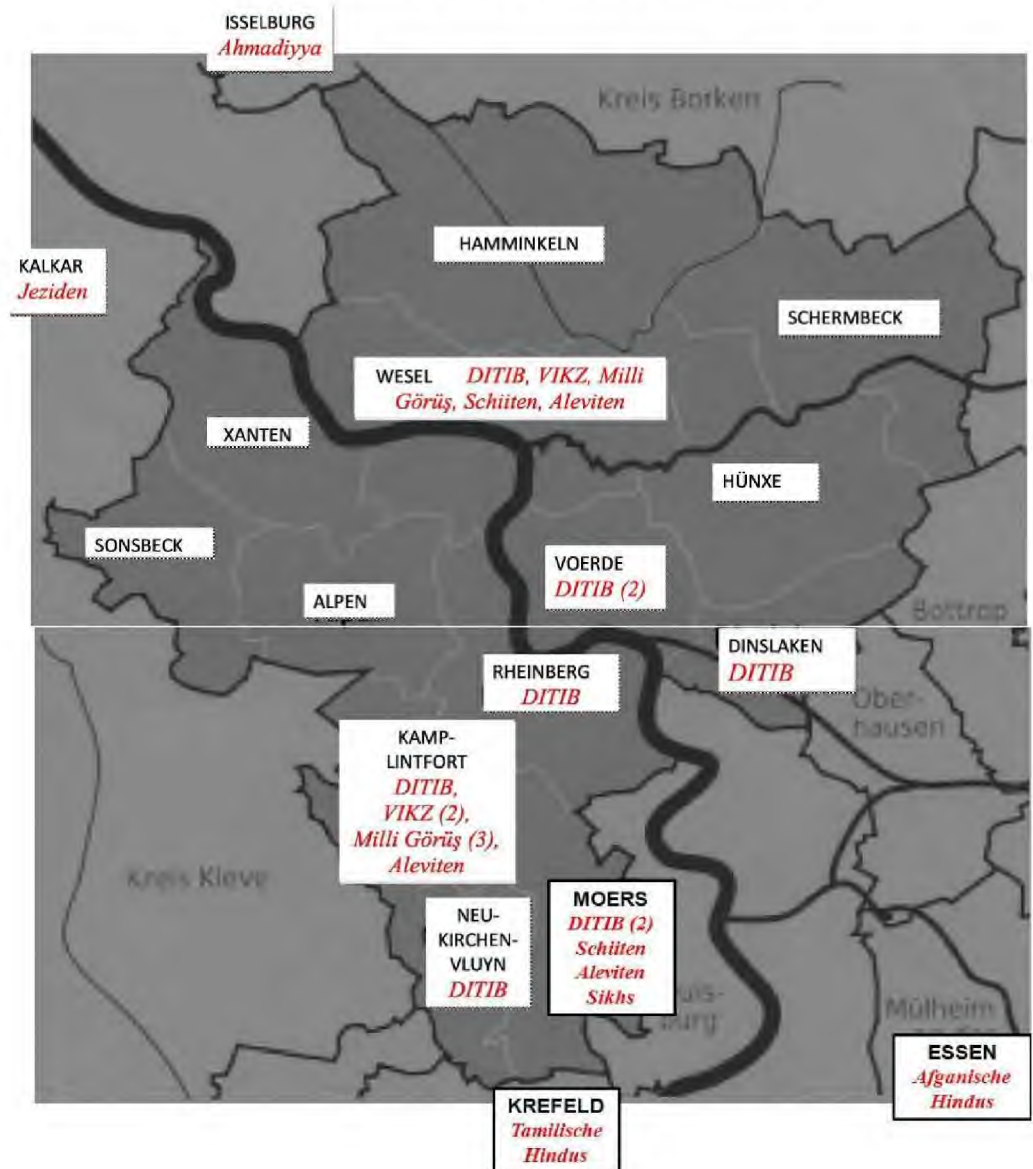 ISSELBURG
Ahmadiyya
Kreis Borken
HAMMINKELN
KALKAR
Jeziden
SCHERMBECK
WESEL DITIB, VIKZ, Milli
Görüş, Schiiten, Aleviten
XANTEN
HÜNXE
SONSBECK
VOERDE
DITIB (2)
ALPEN
Bottrop
DINSLAKEN
DITIB
RHEINBERG
DITIB
Ober-
hausen
KAMP-
LINTFORT
DITIB,
VIKZ (2),
Milli Görüş (3),
Aleviten
Kreis Kleve
MOERS
DITIB (2)
Schiiten
Aleviten
Sikhs
NEU-
KIRCHEN-
VLUYN
DITIB
uis-
burg
Mülheim
ESSEN
Afganische
Hindus
KREFELD
Tamilische
Hindus